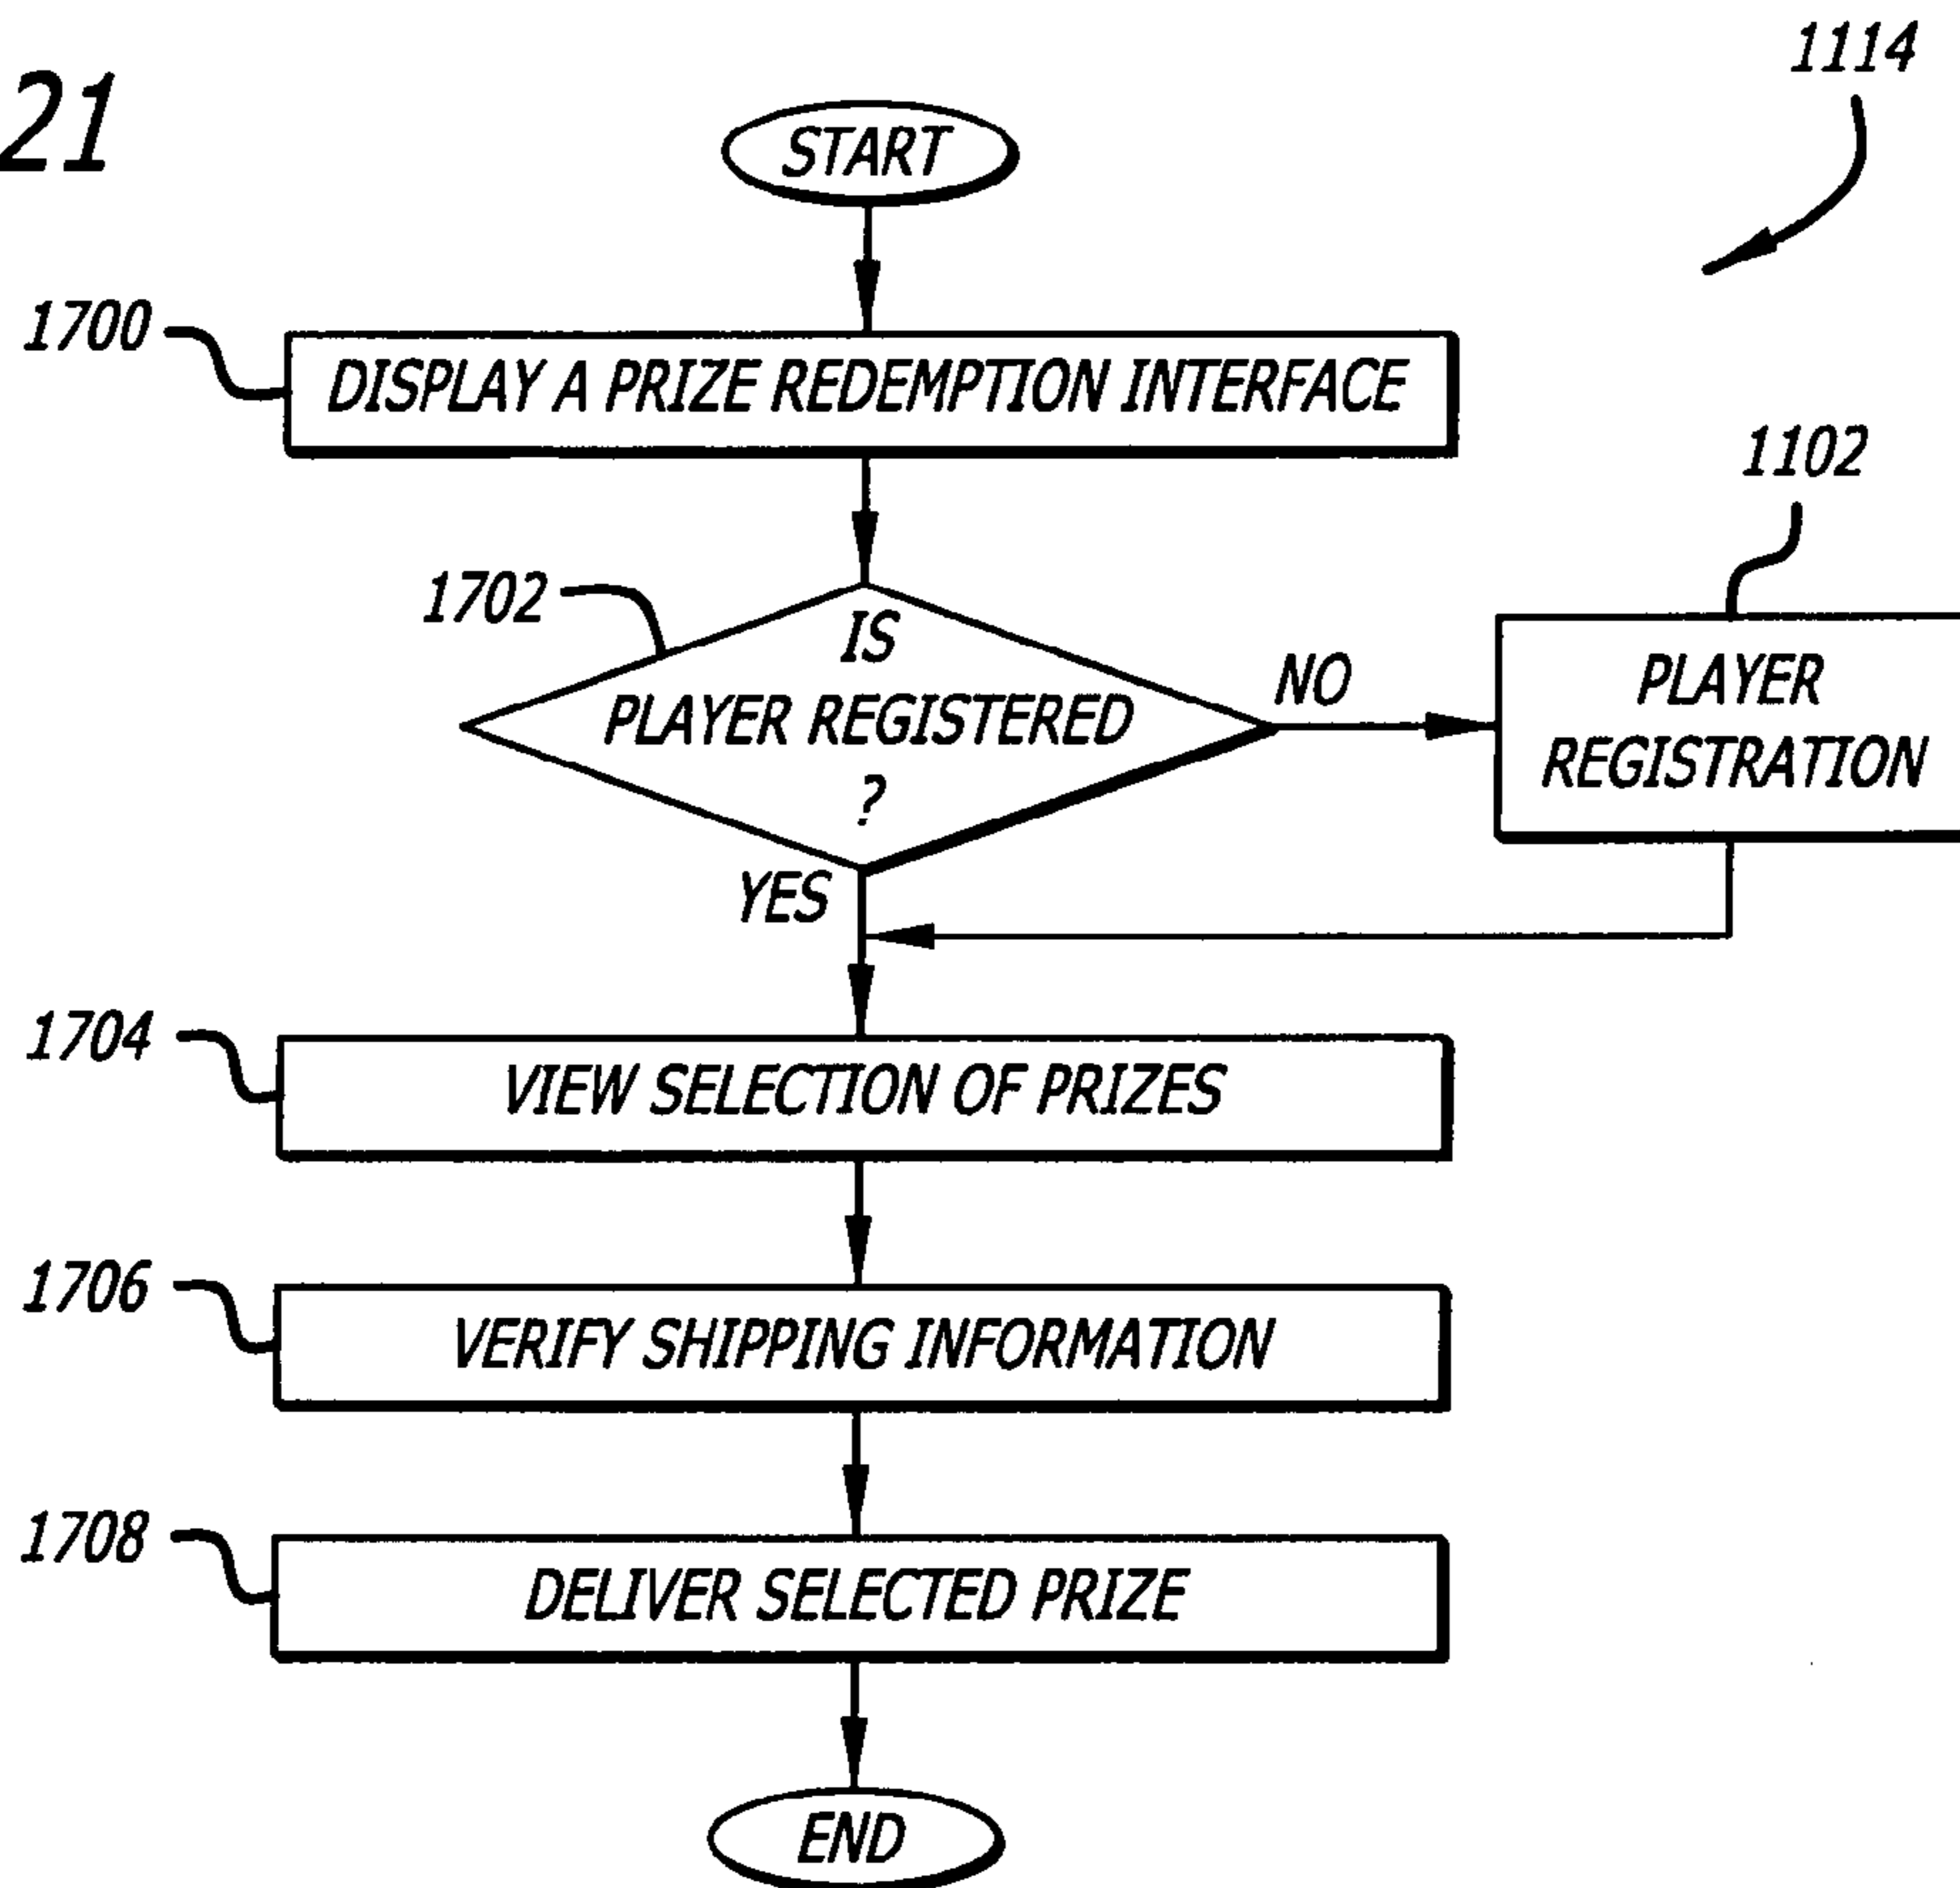 21
1114
START
1700
DISPLAY A PRIZE REDEMPTION INTERFACE
1102
1702
IS
PLAYER REGISTERED
?
NO
PLAYER
REGISTRATION
YES
1704
VIEW SELECTION OF PRIZES
1706
VERIFY SHIPPING INFORMATION
1708
DELIVER SELECTED PRIZE
END